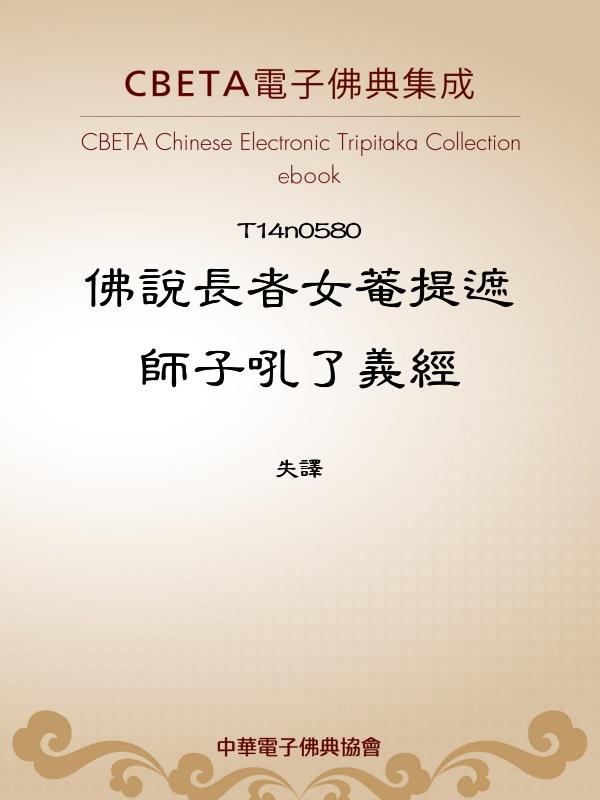 CBETA電子佛典集成
CBETA Chinese Electronic Tripitaka Collection
ebook
T14n0580
佛說長者女菴提遮
師子吼了義經
失譯
中華電子佛典協會